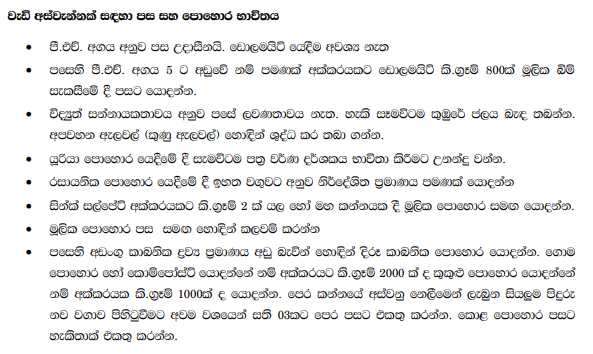 වැඩි අස්වැන්නක් සඳහා පස සහ පොහොර භාවිතය
• පී.එච්. අගය අනුව පස උදාසීනයි. ඩොලමයිට් යෙදීම අවශ්‍ය නැත
• පසෙහි පී.එච්. අගය 5 ට අඩුවේ නම් පමණක් අක්කරයකට ඩොලමයිට් කි.ග්‍රෑම් 800ක් මූලික බිම්
සැකසීමේ දී පසට යොදන්න.
• විද්‍යුත් සන්නායකතාවය අනුව පසේ ලවණතාවය නැත. හැකි සෑමවිටම කුඹුරේ ජලය බැඳ තබන්න.
අපවහන ඇලවල් (කුණු ඇලවල්) හොඳින් ශුද්ධ කර තබා ගන්න.
• යූරියා පොහොර යෙදීමේ දී සැමවිටම පත්‍ර වර්ණ දර්ශකය භාවිතා කිරීමට උනන්දු වන්න.
• රසායනික පොහොර යෙදීමේ දී ඉහත වගුවට අනුව නිර්දේශිත ප්‍රමාණය පමණක් යොදන්න
• සින්ක් සල්පේට් අක්කරයකට කි.ග්‍රෑම් 2 ක් යල හෝ මහ කන්නයක දී මූලික පොහොර සමඟ යොදන්න.
• මූලික පොහොර පස සමඟ හොඳින් කලවම් කරන්න
• පසෙහි අඩංගු කාබනික ද්‍රව්‍ය ප්‍රමාණය අඩු බැවින් හොඳින් දිරූ කාබනික පොහොර යොදන්න. ගොම
පොහොර හෝ කොම්පෝස්ට් යොදන්නේ නම් අක්කරයට කි.ග්‍රෑම් 2000 ක් ද කුකුළු පොහොර යොදන්නේ
නම් අක්කරයක කි.ග්‍රෑම් 1000ක් ද යොදන්න. පෙර කන්නයේ අස්වනු නෙලීමෙන් ලැබුන සියලුම පිදුරු
නව වගාව පිහිටුවීමට අවම වශයෙන් සති 03කට පෙර පසට එකතු කරන්න. කොළ පොහොර පසට
හැකිතාක් එකතු කරන්න.